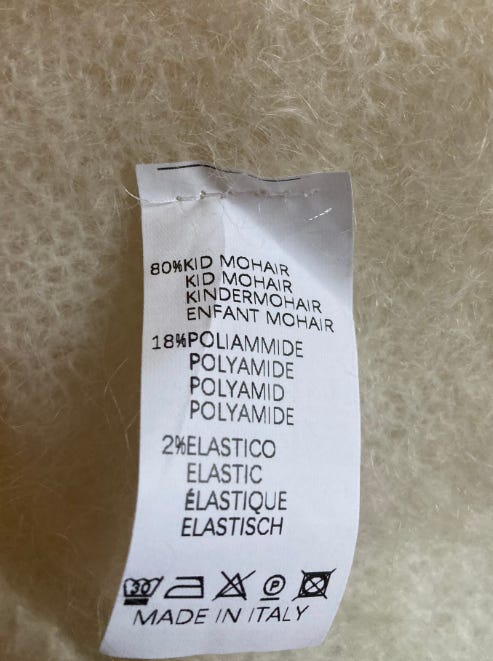 80%KID MOHAIR
KID MOHAIR
KINDERMOHAIR
ENFANT MOHAIR
18%POLIAMMIDE
POLYAMIDE
POLYAMID
POLYAMIDE
2%ELASTICO
ELASTIC
ÉLASTIQUE
ELASTISCH
30 P
MADE IN ITALY